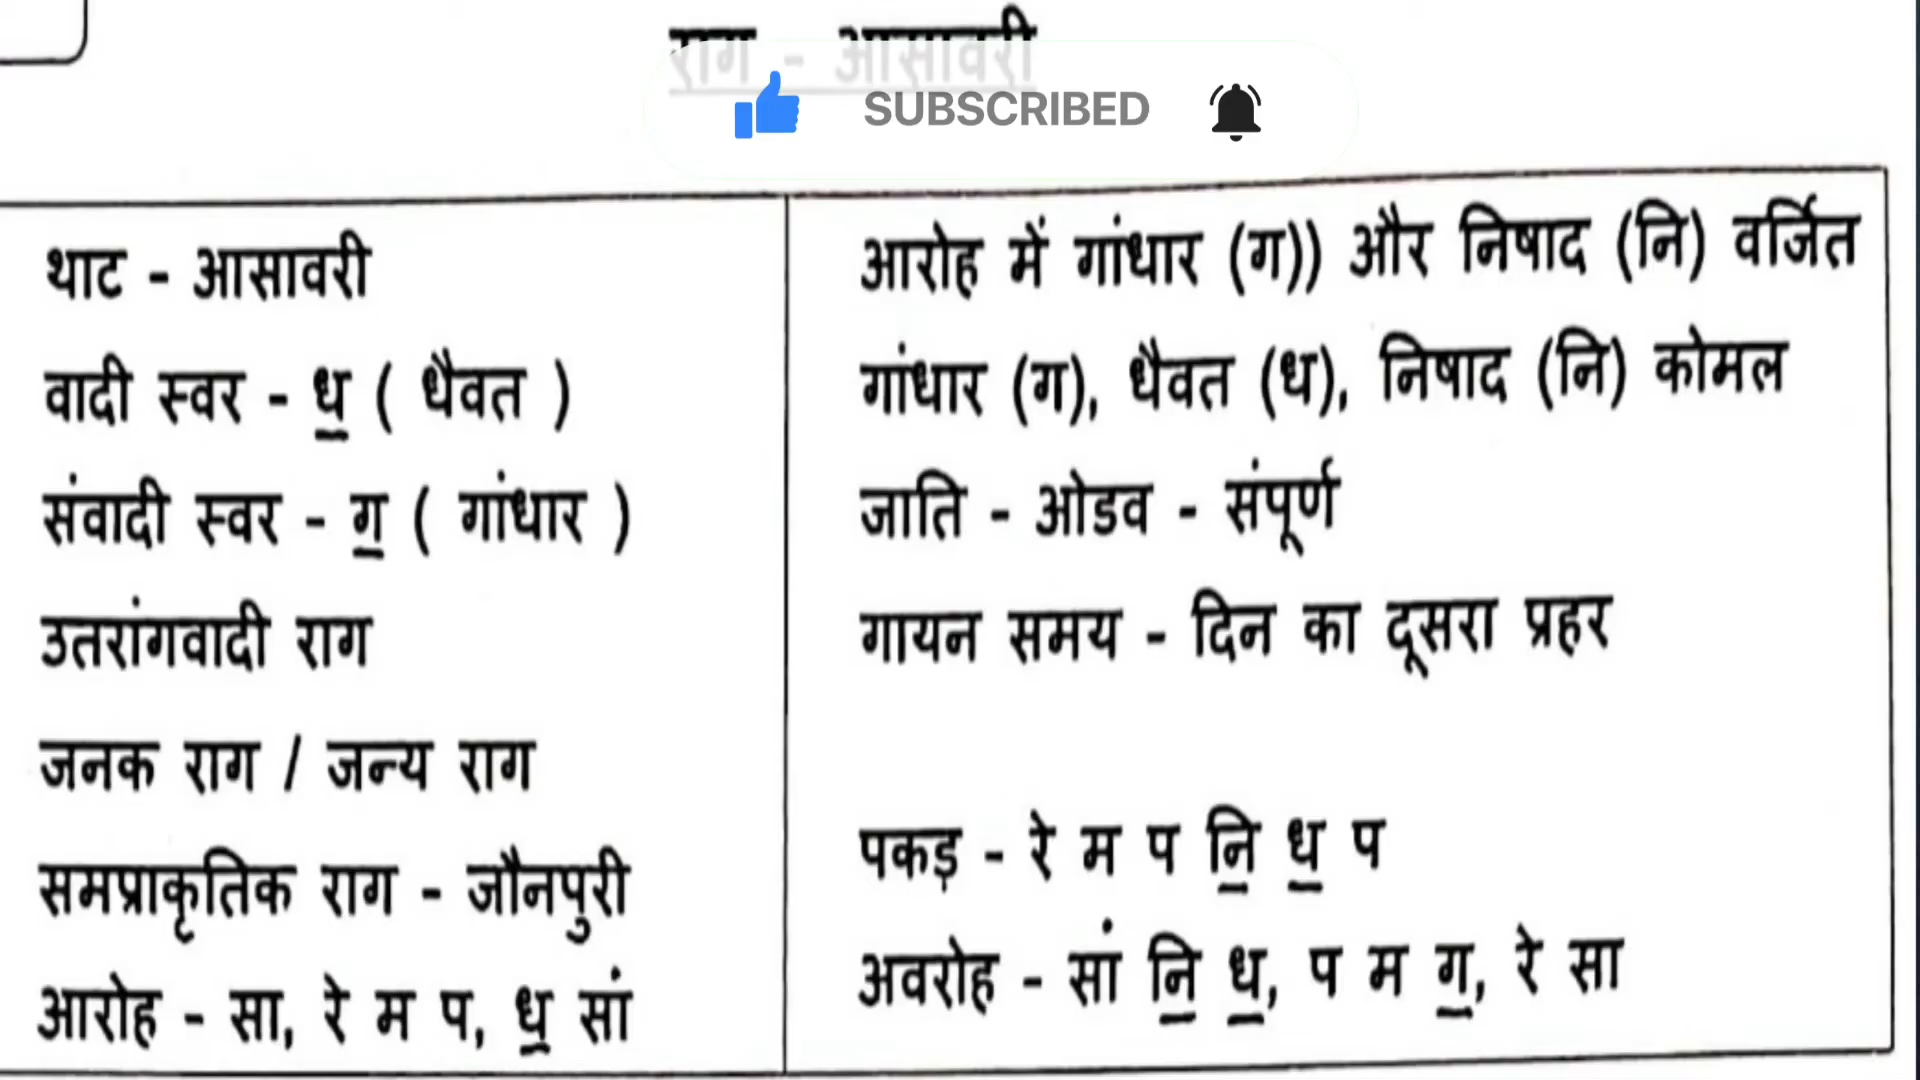 राग - आसावरी
SUBSCRIBED
थाट - आसावरी
वादी स्वर - ध॒ ( धैवत )
संवादी स्वर - ग॒ ( गांधार )
उतरांगवादी राग
जनक राग / जन्य राग
समप्राकृतिक राग - जौनपुरी
आरोह - सा, रे म प, ध॒ सां
आरोह में गांधार (ग)) और निषाद (नि) वर्जित
गांधार (ग), धैवत (ध), निषाद (नि) कोमल
जाति - ओडव - संपूर्ण
गायन समय - दिन का दूसरा प्रहर
पकड़ - रे म प नि॒ ध॒ प
अवरोह - सां नि॒ ध॒, प म ग॒, रे सा